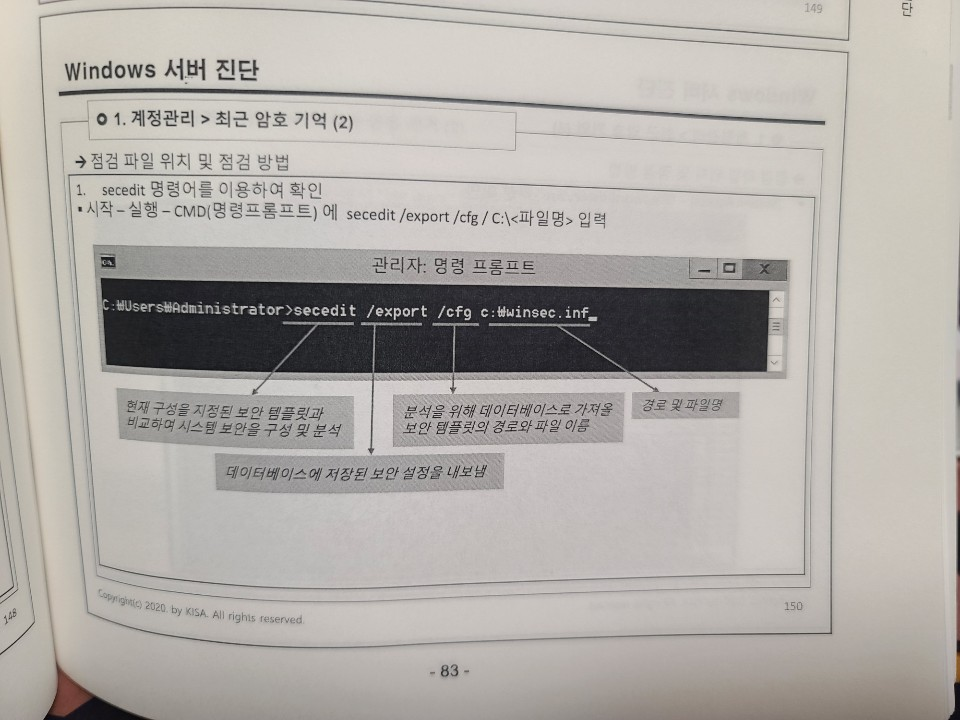 149
단
Windows 서버 진단
1. 계정관리 > 최근 암호 기억 (2)
→ 점검 파일 위치 및 점검 방법
1. secedit 명령어를 이용하여 확인
▪ 시작 – 실행 – CMD(명령프롬프트) 에 secedit /export /cfg / C:\<파일명> 입력
관리자: 명령 프롬프트
C:₩Users₩Administrator>secedit /export /cfg c:₩winsec.inf_
현재 구성을 지정된 보안 템플릿과
비교하여 시스템 보안을 구성 및 분석
분석을 위해 데이터베이스로 가져올
보안 템플릿의 경로와 파일 이름
경로 및 파일명
데이터베이스에 저장된 보안 설정을 내보냄
Copyright(c) 2020. by KISA. All rights reserved.
150
148
- 83 -